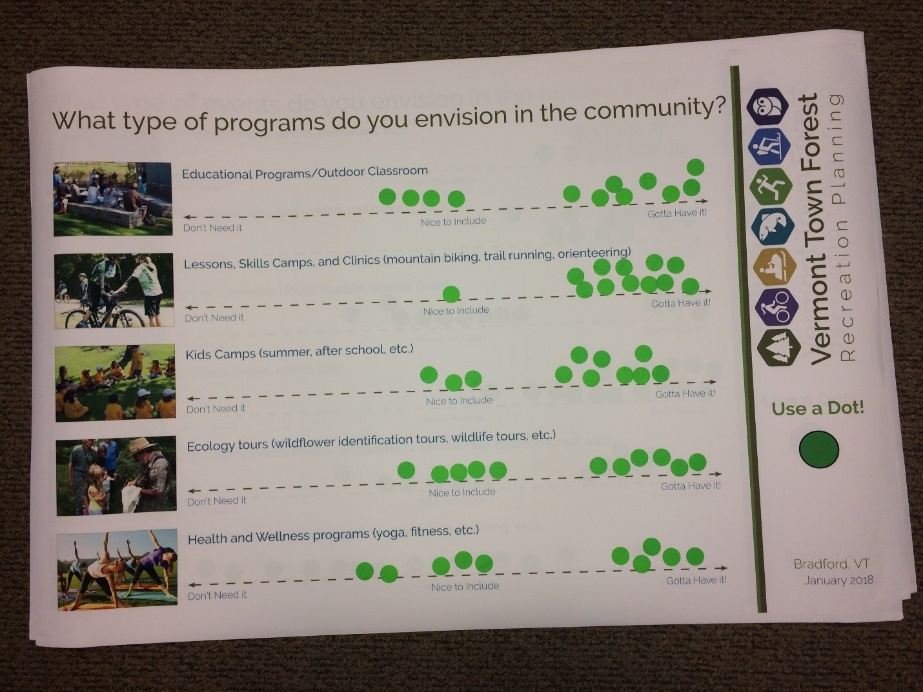 What type of programs do you envision in the community?
Educational Programs/Outdoor Classroom
Don't Need it
Nice to Include
Gotta Have it!
Lessons, Skills Camps, and Clinics (mountain biking, trail running, orienteering)
Don't Need it
Nice to Include
Gotta Have it!
Kids Camps (summer, after school, etc.)
Don't Need it
Nice to Include
Gotta Have it!
Ecology tours (wildflower identification tours, wildlife tours, etc.)
Don't Need it
Nice to Include
Gotta Have it!
Health and Wellness programs (yoga, fitness, etc.)
Don't Need it
Nice to Include
Gotta Have it!
Vermont Town Forest
Recreation Planning
Use a Dot!
Bradford, VT
January 2018